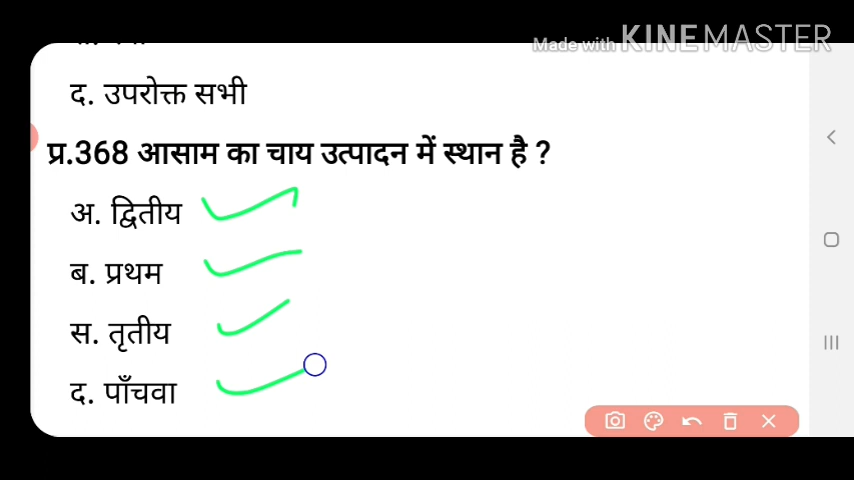 Made with KINEMASTER
द. उपरोक्त सभी
प्र.368 आसाम का चाय उत्पादन में स्थान है ?
अ. द्वितीय
ब. प्रथम
स. तृतीय
द. पाँचवा